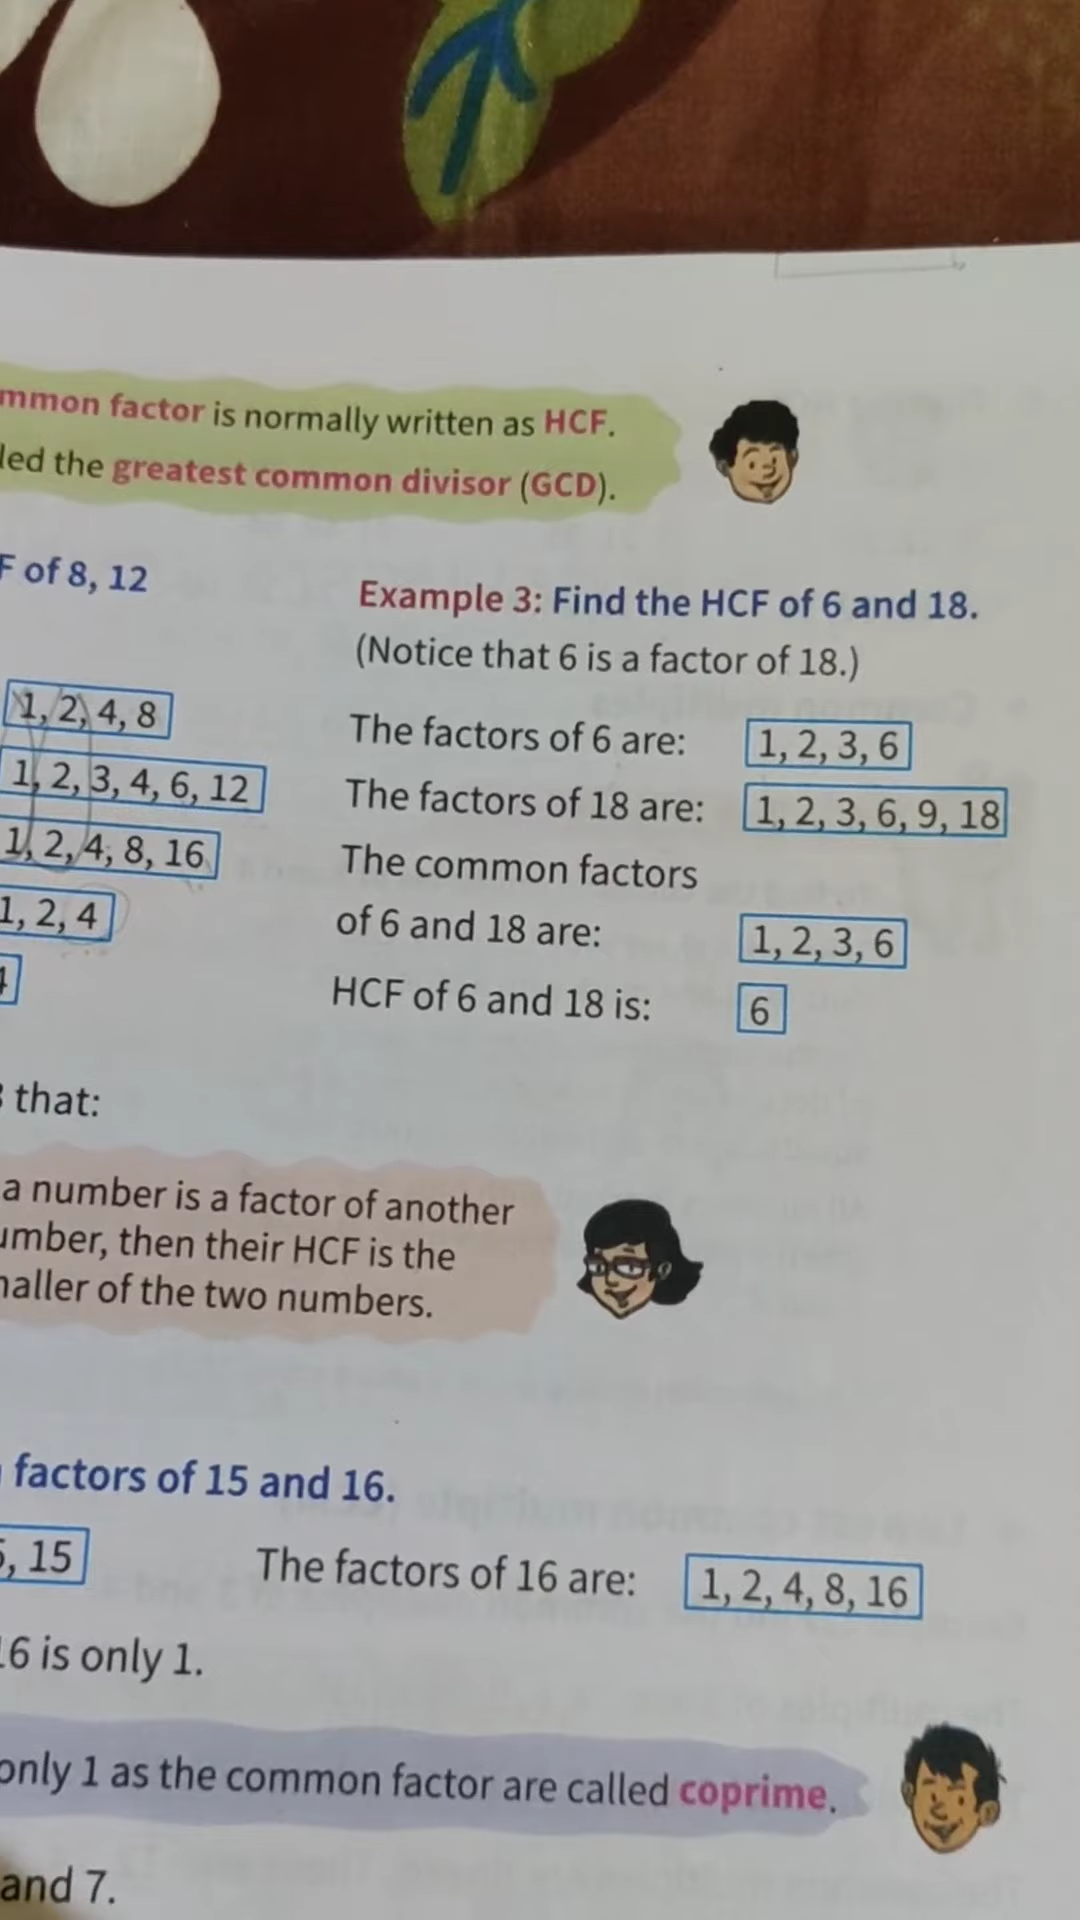 factor is normally written as HCF.
the greatest common divisor (GCD).
of 8, 12
1, 2, 4, 8
1, 2, 3, 4, 6, 12
1, 2, 4, 8, 16
1, 2, 4
that:
a number is a factor of another
then their HCF is the
of the two numbers.
Example 3: Find the HCF of 6 and 18.
(Notice that 6 is a factor of 18.)
The factors of 6 are: 1, 2, 3, 6
The factors of 18 are: 1, 2, 3, 6, 9, 18
The common factors
of 6 and 18 are: 1, 2, 3, 6
HCF of 6 and 18 is: 6
factors of 15 and 16.
15 The factors of 16 are: 1, 2, 4, 8, 16
is only 1.
only 1 as the common factor are called coprime.
and 7.